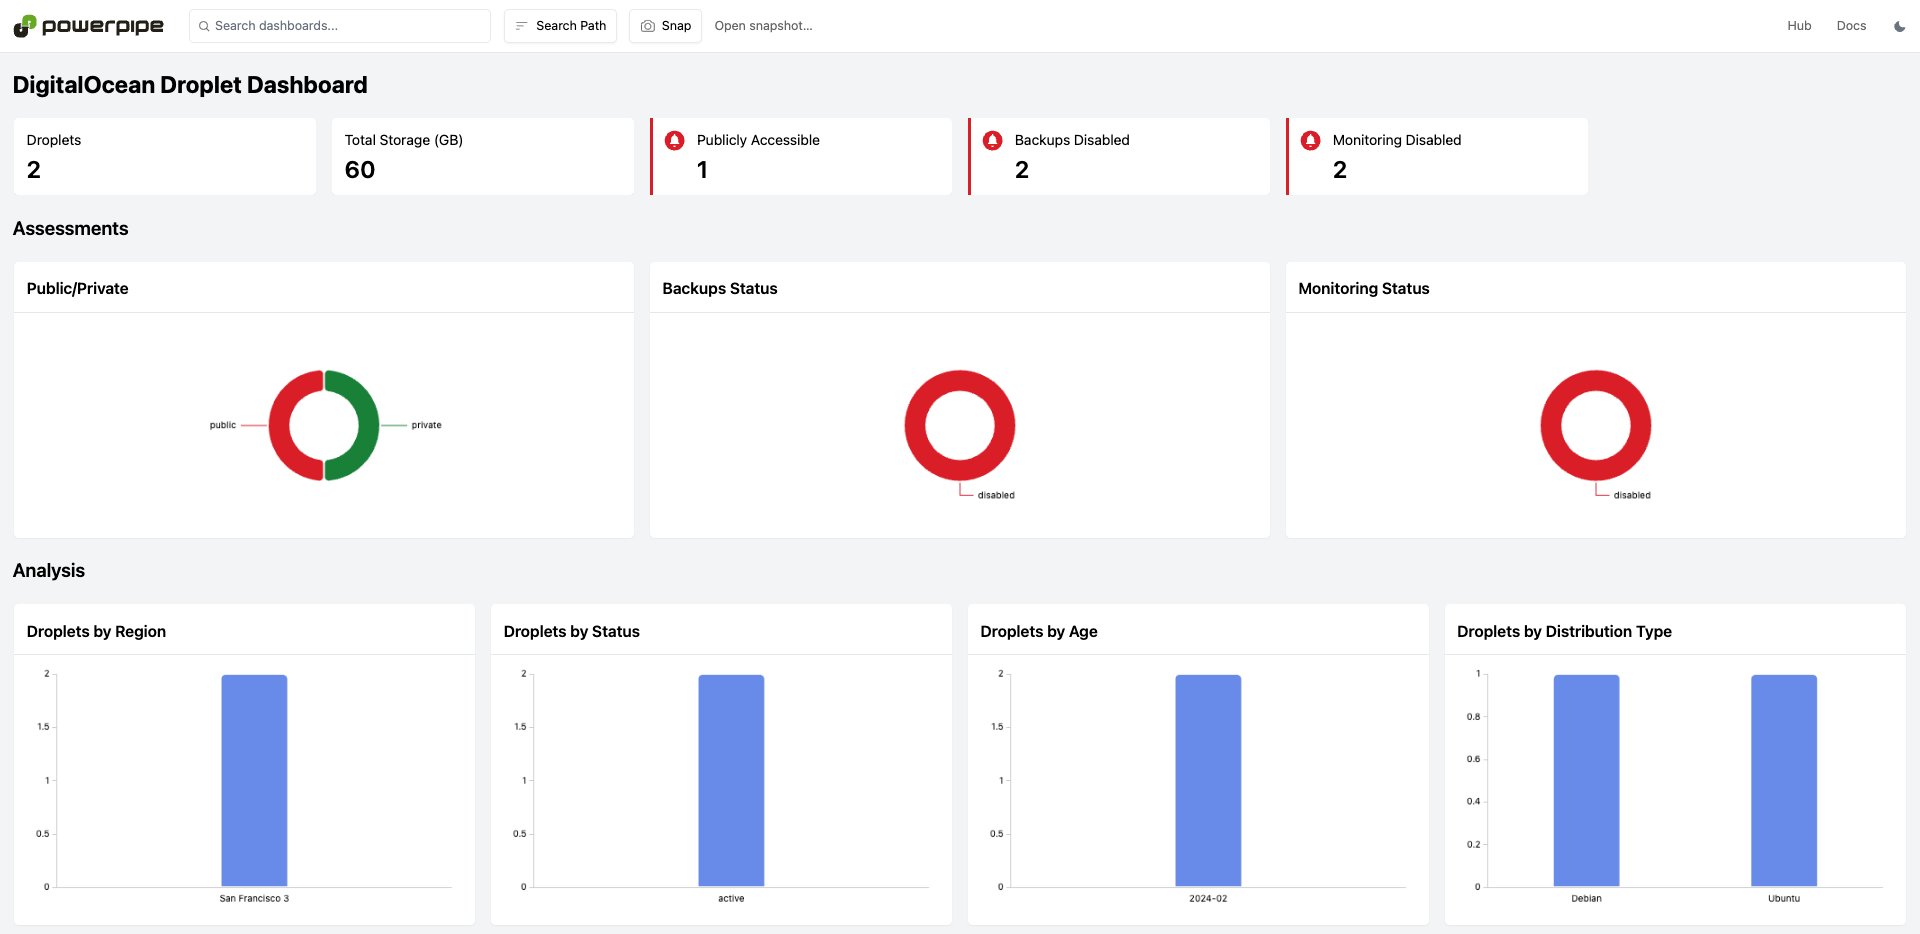 powerpipe
Search dashboards...
Search Path
Snap
Open snapshot...
Hub
Docs
DigitalOcean Droplet Dashboard
Droplets
2
Total Storage (GB)
60
Publicly Accessible
1
Backups Disabled
2
Monitoring Disabled
2
Assessments
Public/Private
public
private
Backups Status
disabled
Monitoring Status
disabled
Analysis
Droplets by Region
2
1.5
1
0.5
0
San Francisco 3
Droplets by Status
2
1.5
1
0.5
0
active
Droplets by Age
2
1.5
1
0.5
0
2024-02
Droplets by Distribution Type
1
0.8
0.6
0.4
0.2
0
Debian
Ubuntu